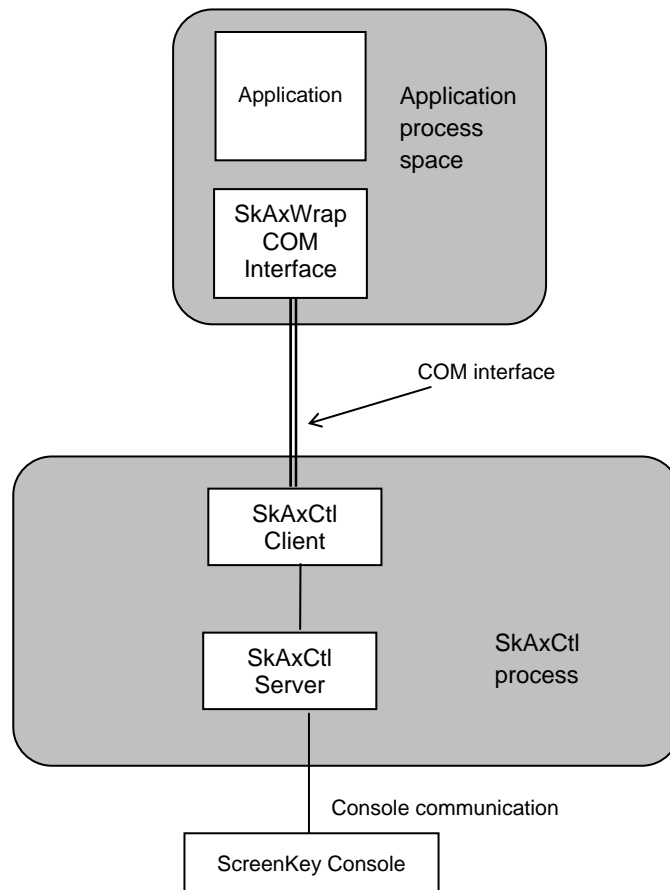 Application
Application
process
space
SkAxWrap
COM
Interface
COM interface
SkAxCtl
Client
SkAxCtl
Server
SkAxCtl
process
Console communication
ScreenKey Console